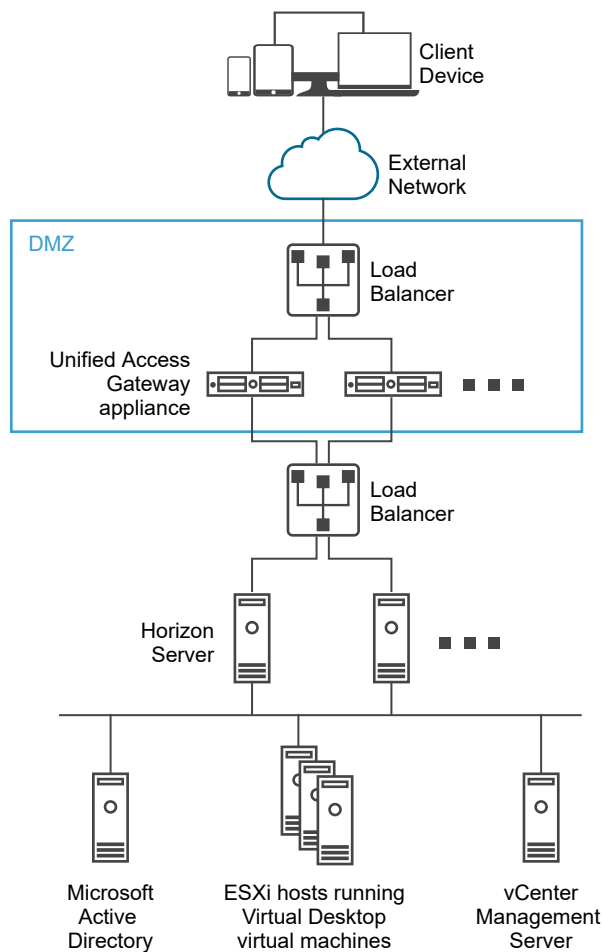 Client
Device
External
Network
DMZ
Load
Balancer
Unified Access
Gateway
appliance
Load
Balancer
Horizon
Server
Microsoft
Active
Directory
ESXi hosts running
Virtual Desktop
virtual machines
vCenter
Management
Server